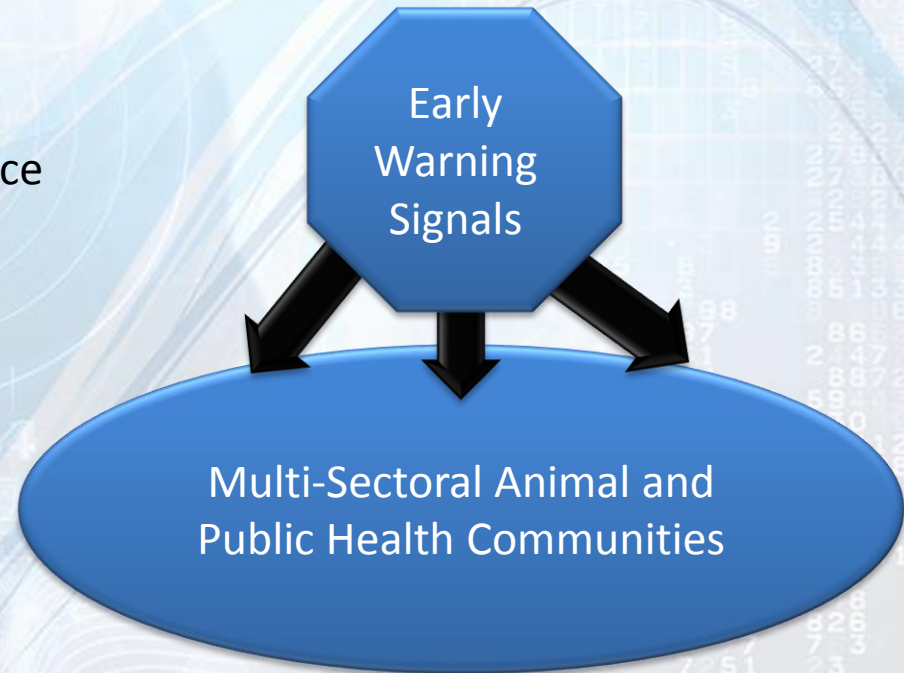 ce
Early
Warning
Signals
Multi-Sectoral Animal and
Public Health Communities